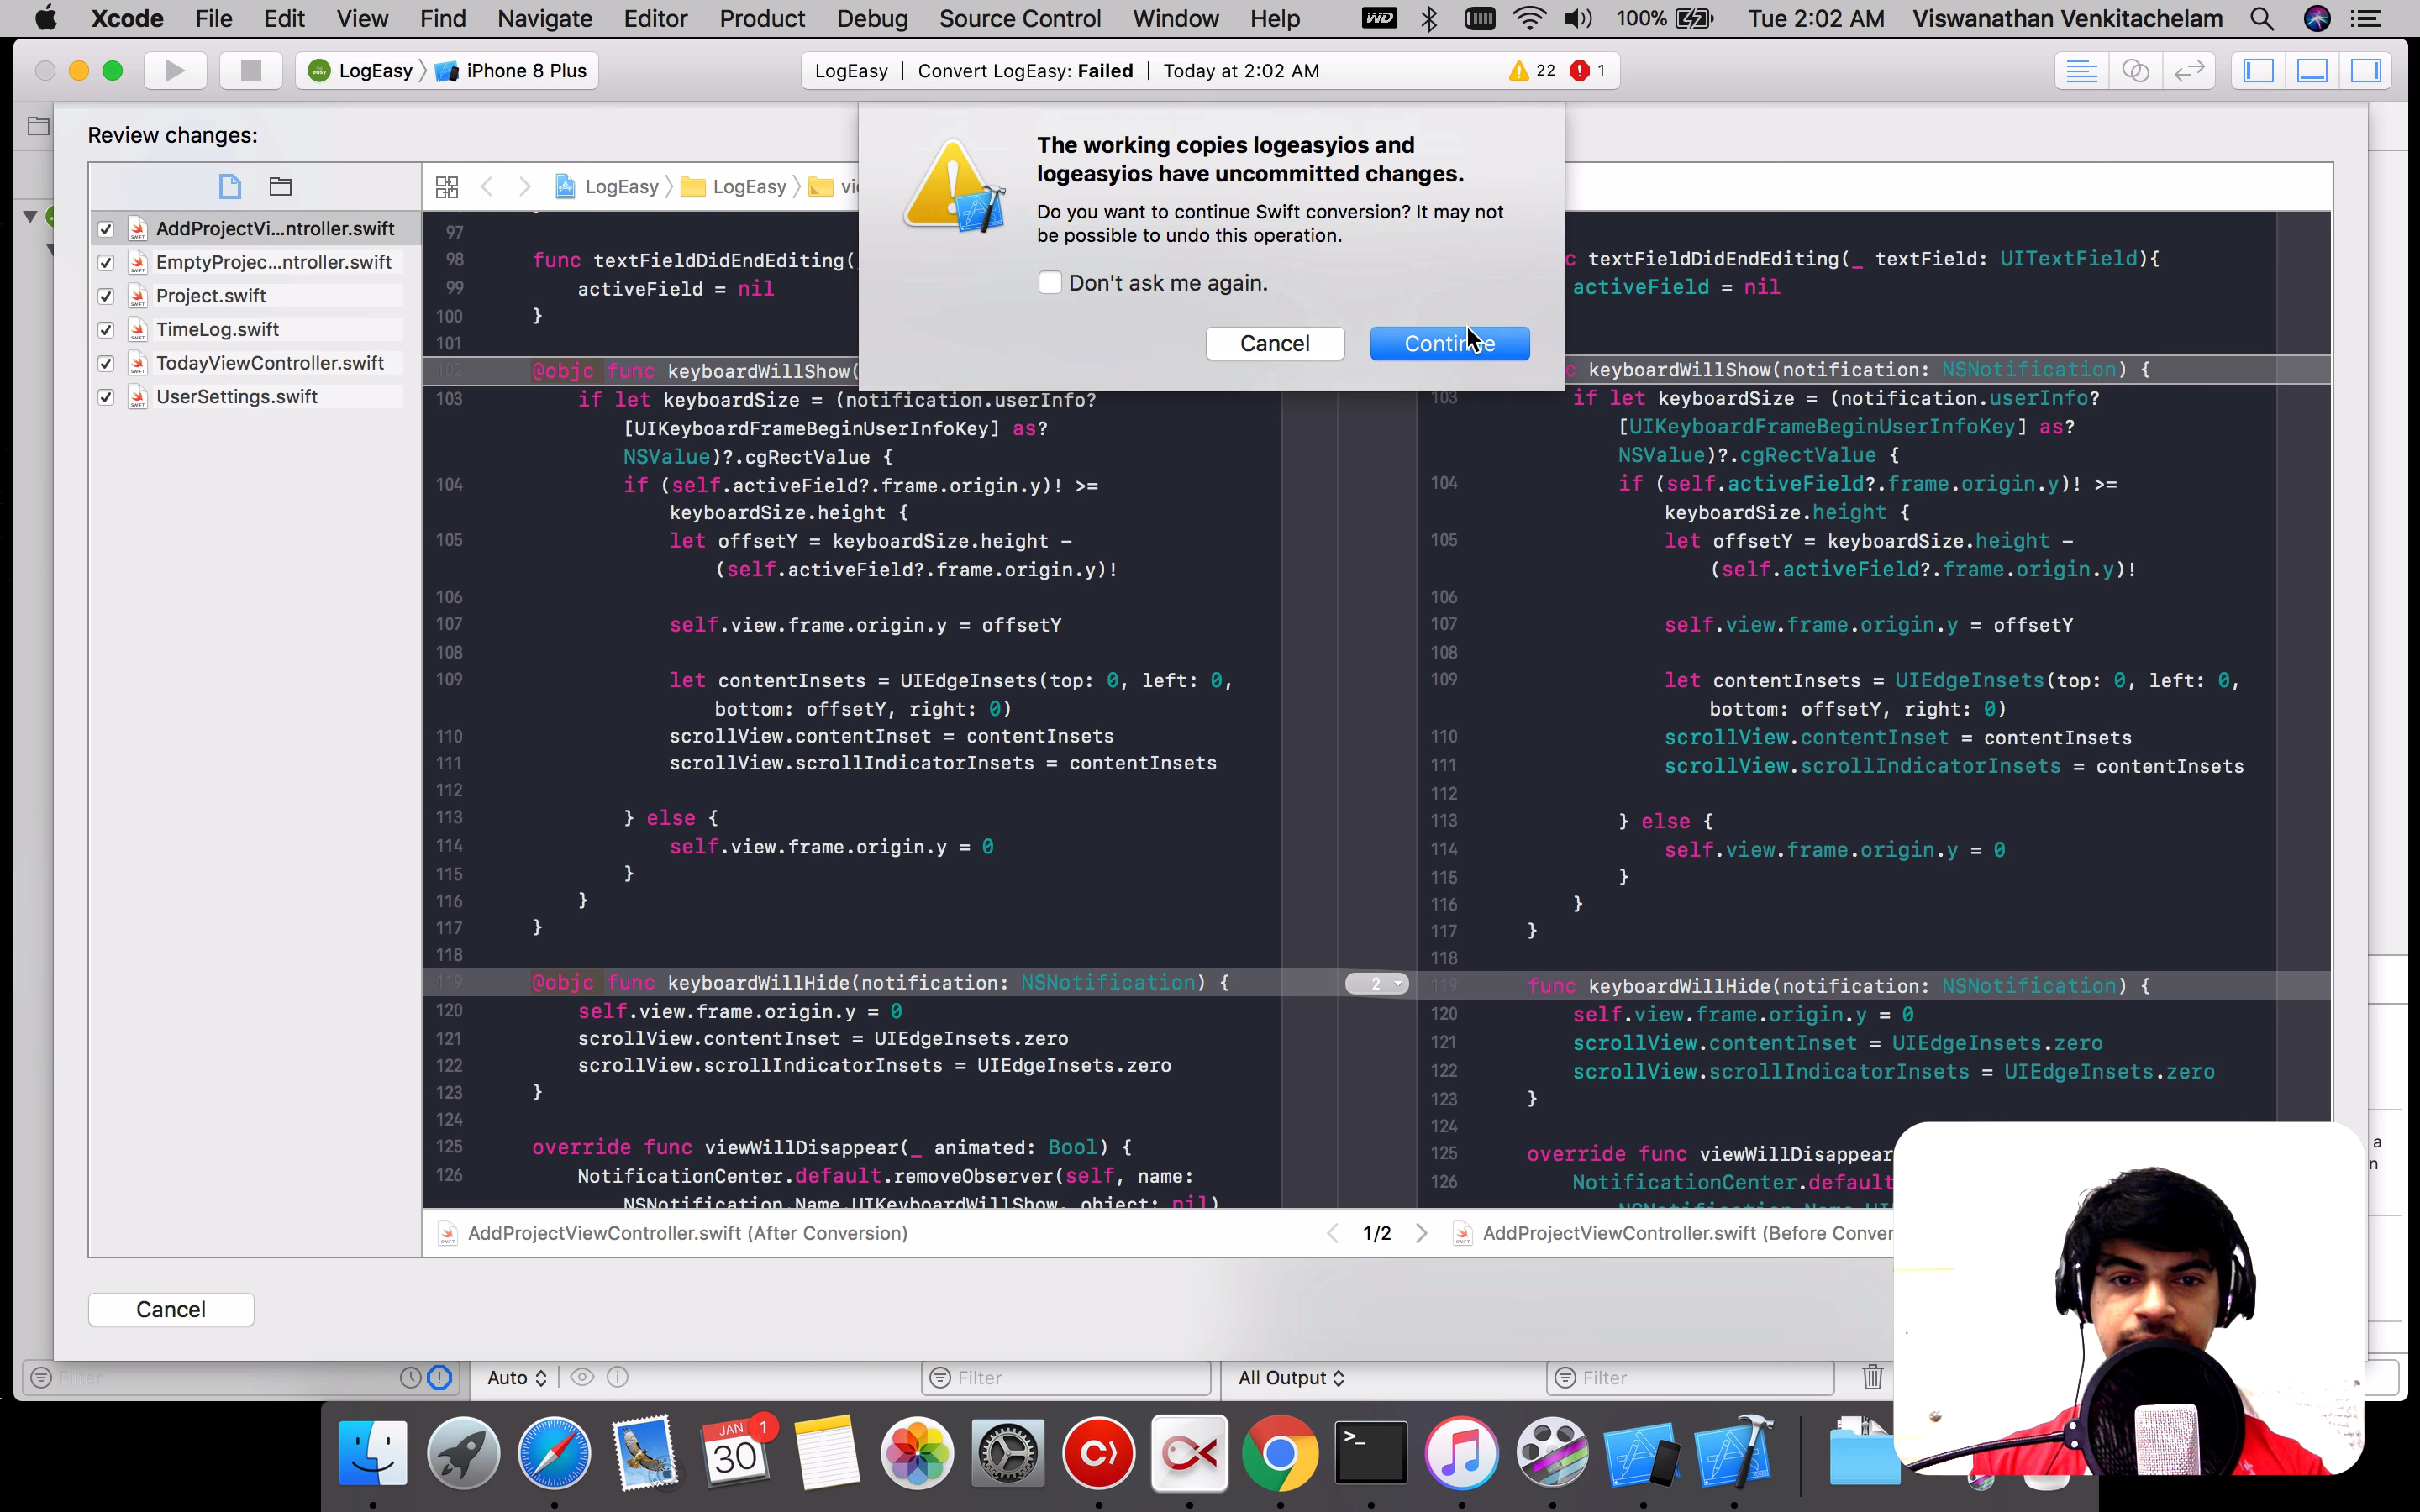 Xcode File Edit View Find Navigate Editor Product Debug Source Control Window Help WD 100% Tue 2:02 AM Viswanathan Venkitachelam
LogEasy iPhone 8 Plus LogEasy Convert LogEasy: Failed Today at 2:02 AM 22 1
Review changes:
AddProjectVi...ntroller.swift
EmptyProjec...ntroller.swift
Project.swift
TimeLog.swift
TodayViewController.swift
UserSettings.swift
Cancel
The working copies logeasyios and
logeasyios have uncommitted changes.
Do you want to continue Swift conversion? It may not
be possible to undo this operation.
Don't ask me again.
Cancel Continue
LogEasy LogEasy
97
98 func textFieldDidEndEditing(
99 activeField = nil
100 }
101
102 @objc func keyboardWillShow(
103 if let keyboardSize = (notification.userInfo?
[UIKeyboardFrameBeginUserInfoKey] as?
NSValue)?.cgRectValue {
104 if (self.activeField?.frame.origin.y)! >=
keyboardSize.height {
105 let offsetY = keyboardSize.height -
(self.activeField?.frame.origin.y)!
106
107 self.view.frame.origin.y = offsetY
108
109 let contentInsets = UIEdgeInsets(top: 0, left: 0,
bottom: offsetY, right: 0)
110 scrollView.contentInset = contentInsets
111 scrollView.scrollIndicatorInsets = contentInsets
112
113 } else {
114 self.view.frame.origin.y = 0
115 }
116 }
117 }
118
119 @objc func keyboardWillHide(notification: NSNotification) {
120 self.view.frame.origin.y = 0
121 scrollView.contentInset = UIEdgeInsets.zero
122 scrollView.scrollIndicatorInsets = UIEdgeInsets.zero
123 }
124
125 override func viewWillDisappear(_ animated: Bool) {
126 NotificationCenter.default.removeObserver(self, name:
NSNotification.Name.UIKeyboardWillShow, object: nil)
AddProjectViewController.swift (After Conversion)
2
1/2
c textFieldDidEndEditing(_ textField: UITextField){
activeField = nil
c keyboardWillShow(notification: NSNotification) {
103 if let keyboardSize = (notification.userInfo?
[UIKeyboardFrameBeginUserInfoKey] as?
NSValue)?.cgRectValue {
104 if (self.activeField?.frame.origin.y)! >=
keyboardSize.height {
105 let offsetY = keyboardSize.height -
(self.activeField?.frame.origin.y)!
106
107 self.view.frame.origin.y = offsetY
108
109 let contentInsets = UIEdgeInsets(top: 0, left: 0,
bottom: offsetY, right: 0)
110 scrollView.contentInset = contentInsets
111 scrollView.scrollIndicatorInsets = contentInsets
112
113 } else {
114 self.view.frame.origin.y = 0
115 }
116 }
117 }
118
119 func keyboardWillHide(notification: NSNotification) {
120 self.view.frame.origin.y = 0
121 scrollView.contentInset = UIEdgeInsets.zero
122 scrollView.scrollIndicatorInsets = UIEdgeInsets.zero
123 }
124
125 override func viewWillDisappear
126 NotificationCenter.default
AddProjectViewController.swift (Before Conver
a
n
Filter Auto Filter All Output Filter
JAN 1
30